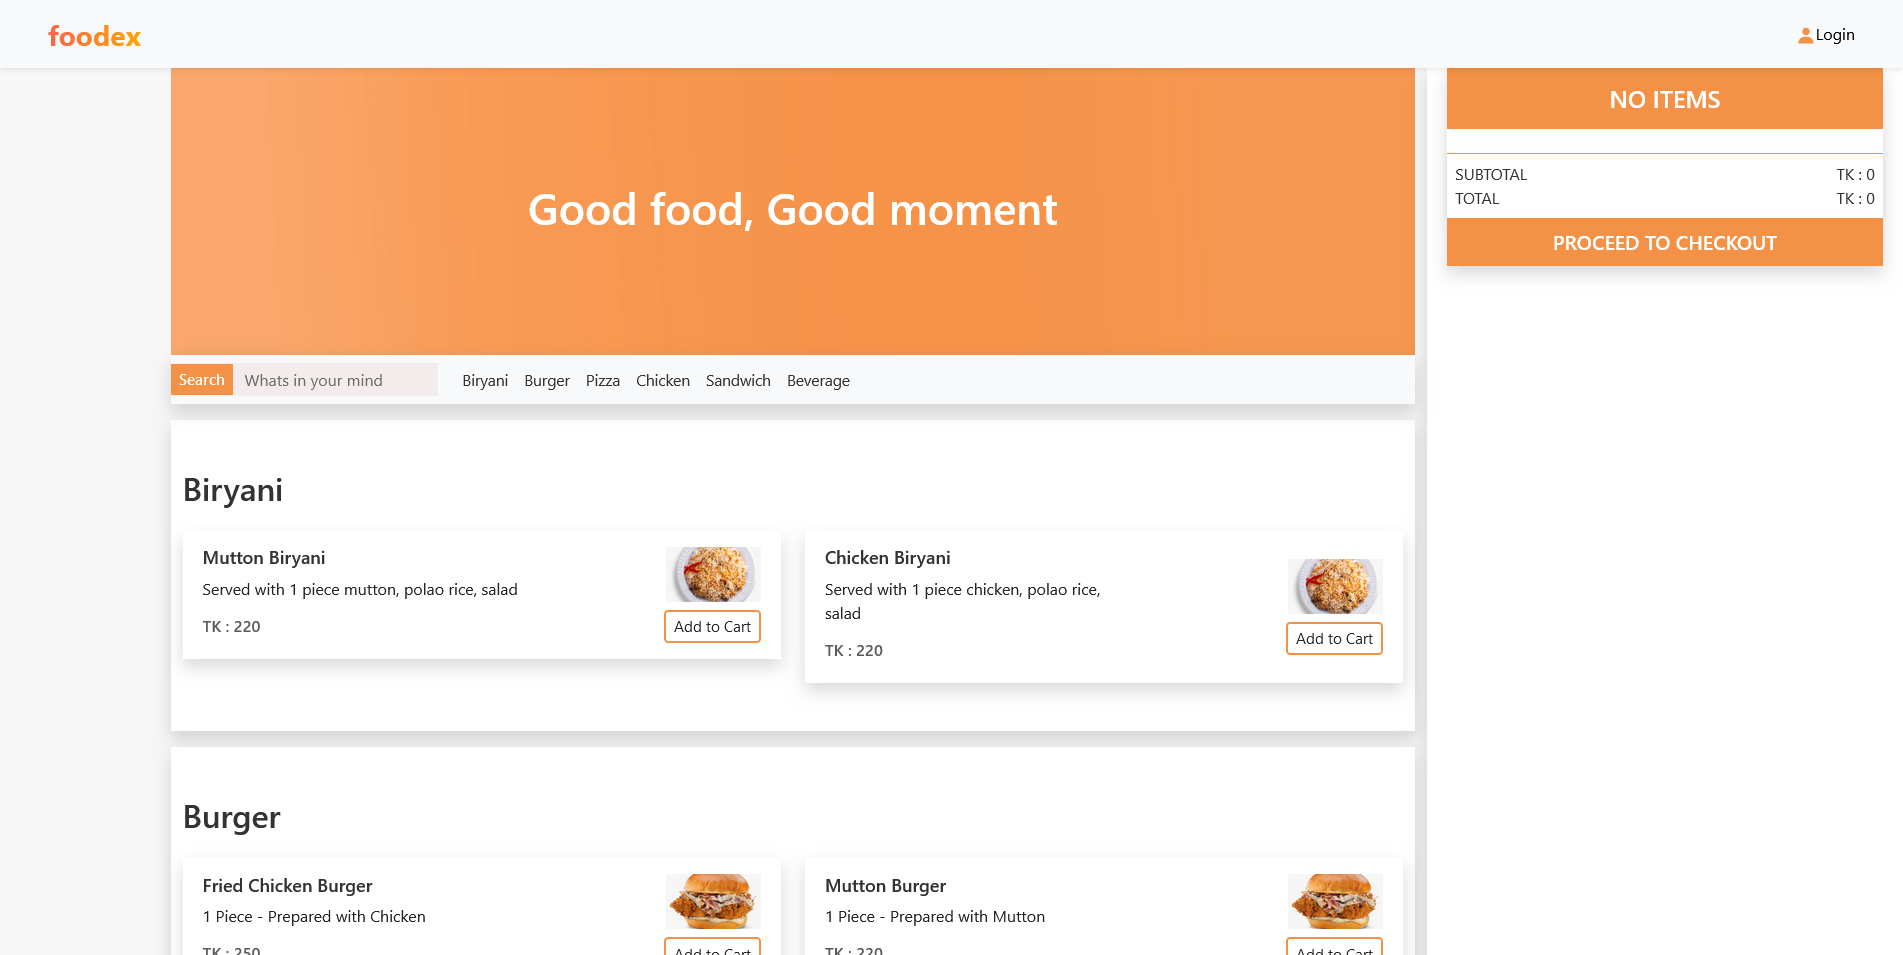 foodex
Login
Good food, Good moment
NO ITEMS
SUBTOTAL TK : 0
TOTAL TK : 0
PROCEED TO CHECKOUT
Search Whats in your mind Biryani Burger Pizza Chicken Sandwich Beverage
Biryani
Mutton Biryani
Served with 1 piece mutton, polao rice, salad
TK : 220
Add to Cart
Chicken Biryani
Served with 1 piece chicken, polao rice,
salad
TK : 220
Add to Cart
Burger
Fried Chicken Burger
1 Piece - Prepared with Chicken
TK : 250
Add to Cart
Mutton Burger
1 Piece - Prepared with Mutton
TK : 220
Add to Cart